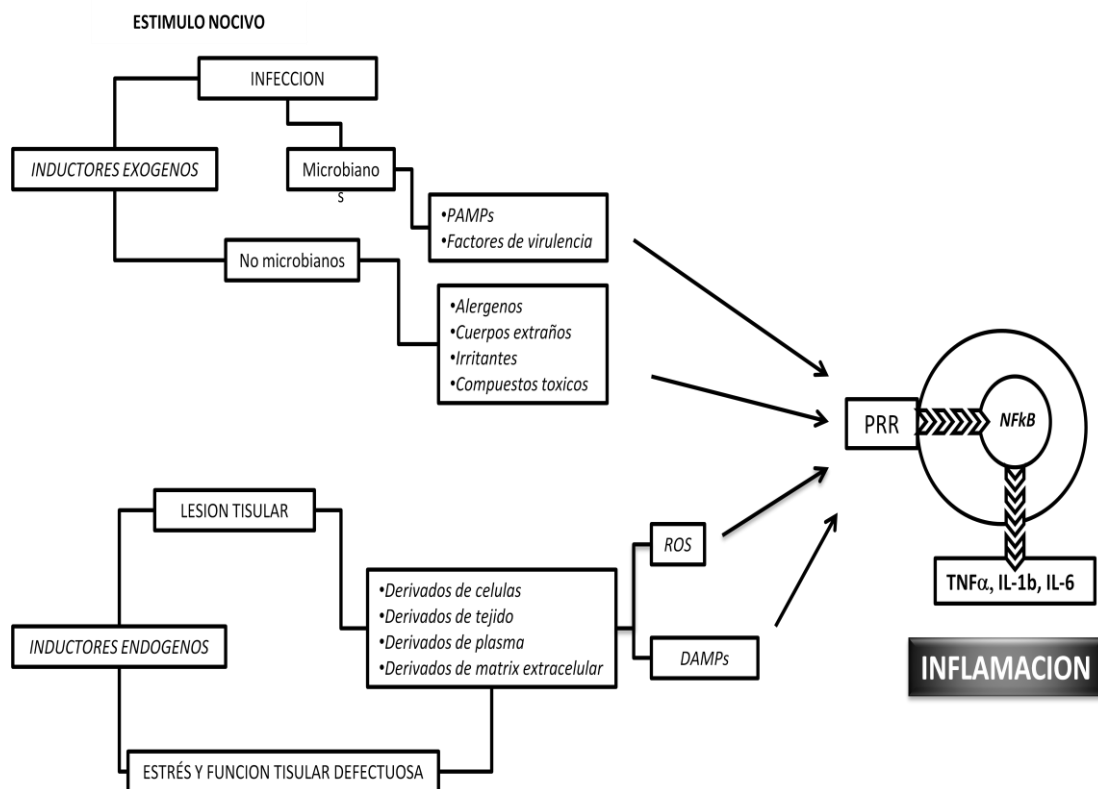 ESTIMULO NOCIVO
INFECCION
INDUCTORES EXOGENOS
Microbiano
s
•PAMPs
•Factores de virulencia
No microbianos
•Alergenos
•Cuerpos extraños
•Irritantes
•Compuestos toxicos
PRR
NFkB
TNFα, IL-1b, IL-6
INFLAMACION
LESION TISULAR
ROS
•Derivados de celulas
•Derivados de tejido
•Derivados de plasma
•Derivados de matrix extracelular
INDUCTORES ENDOGENOS
DAMPs
ESTRÉS Y FUNCION TISULAR DEFECTUOSA